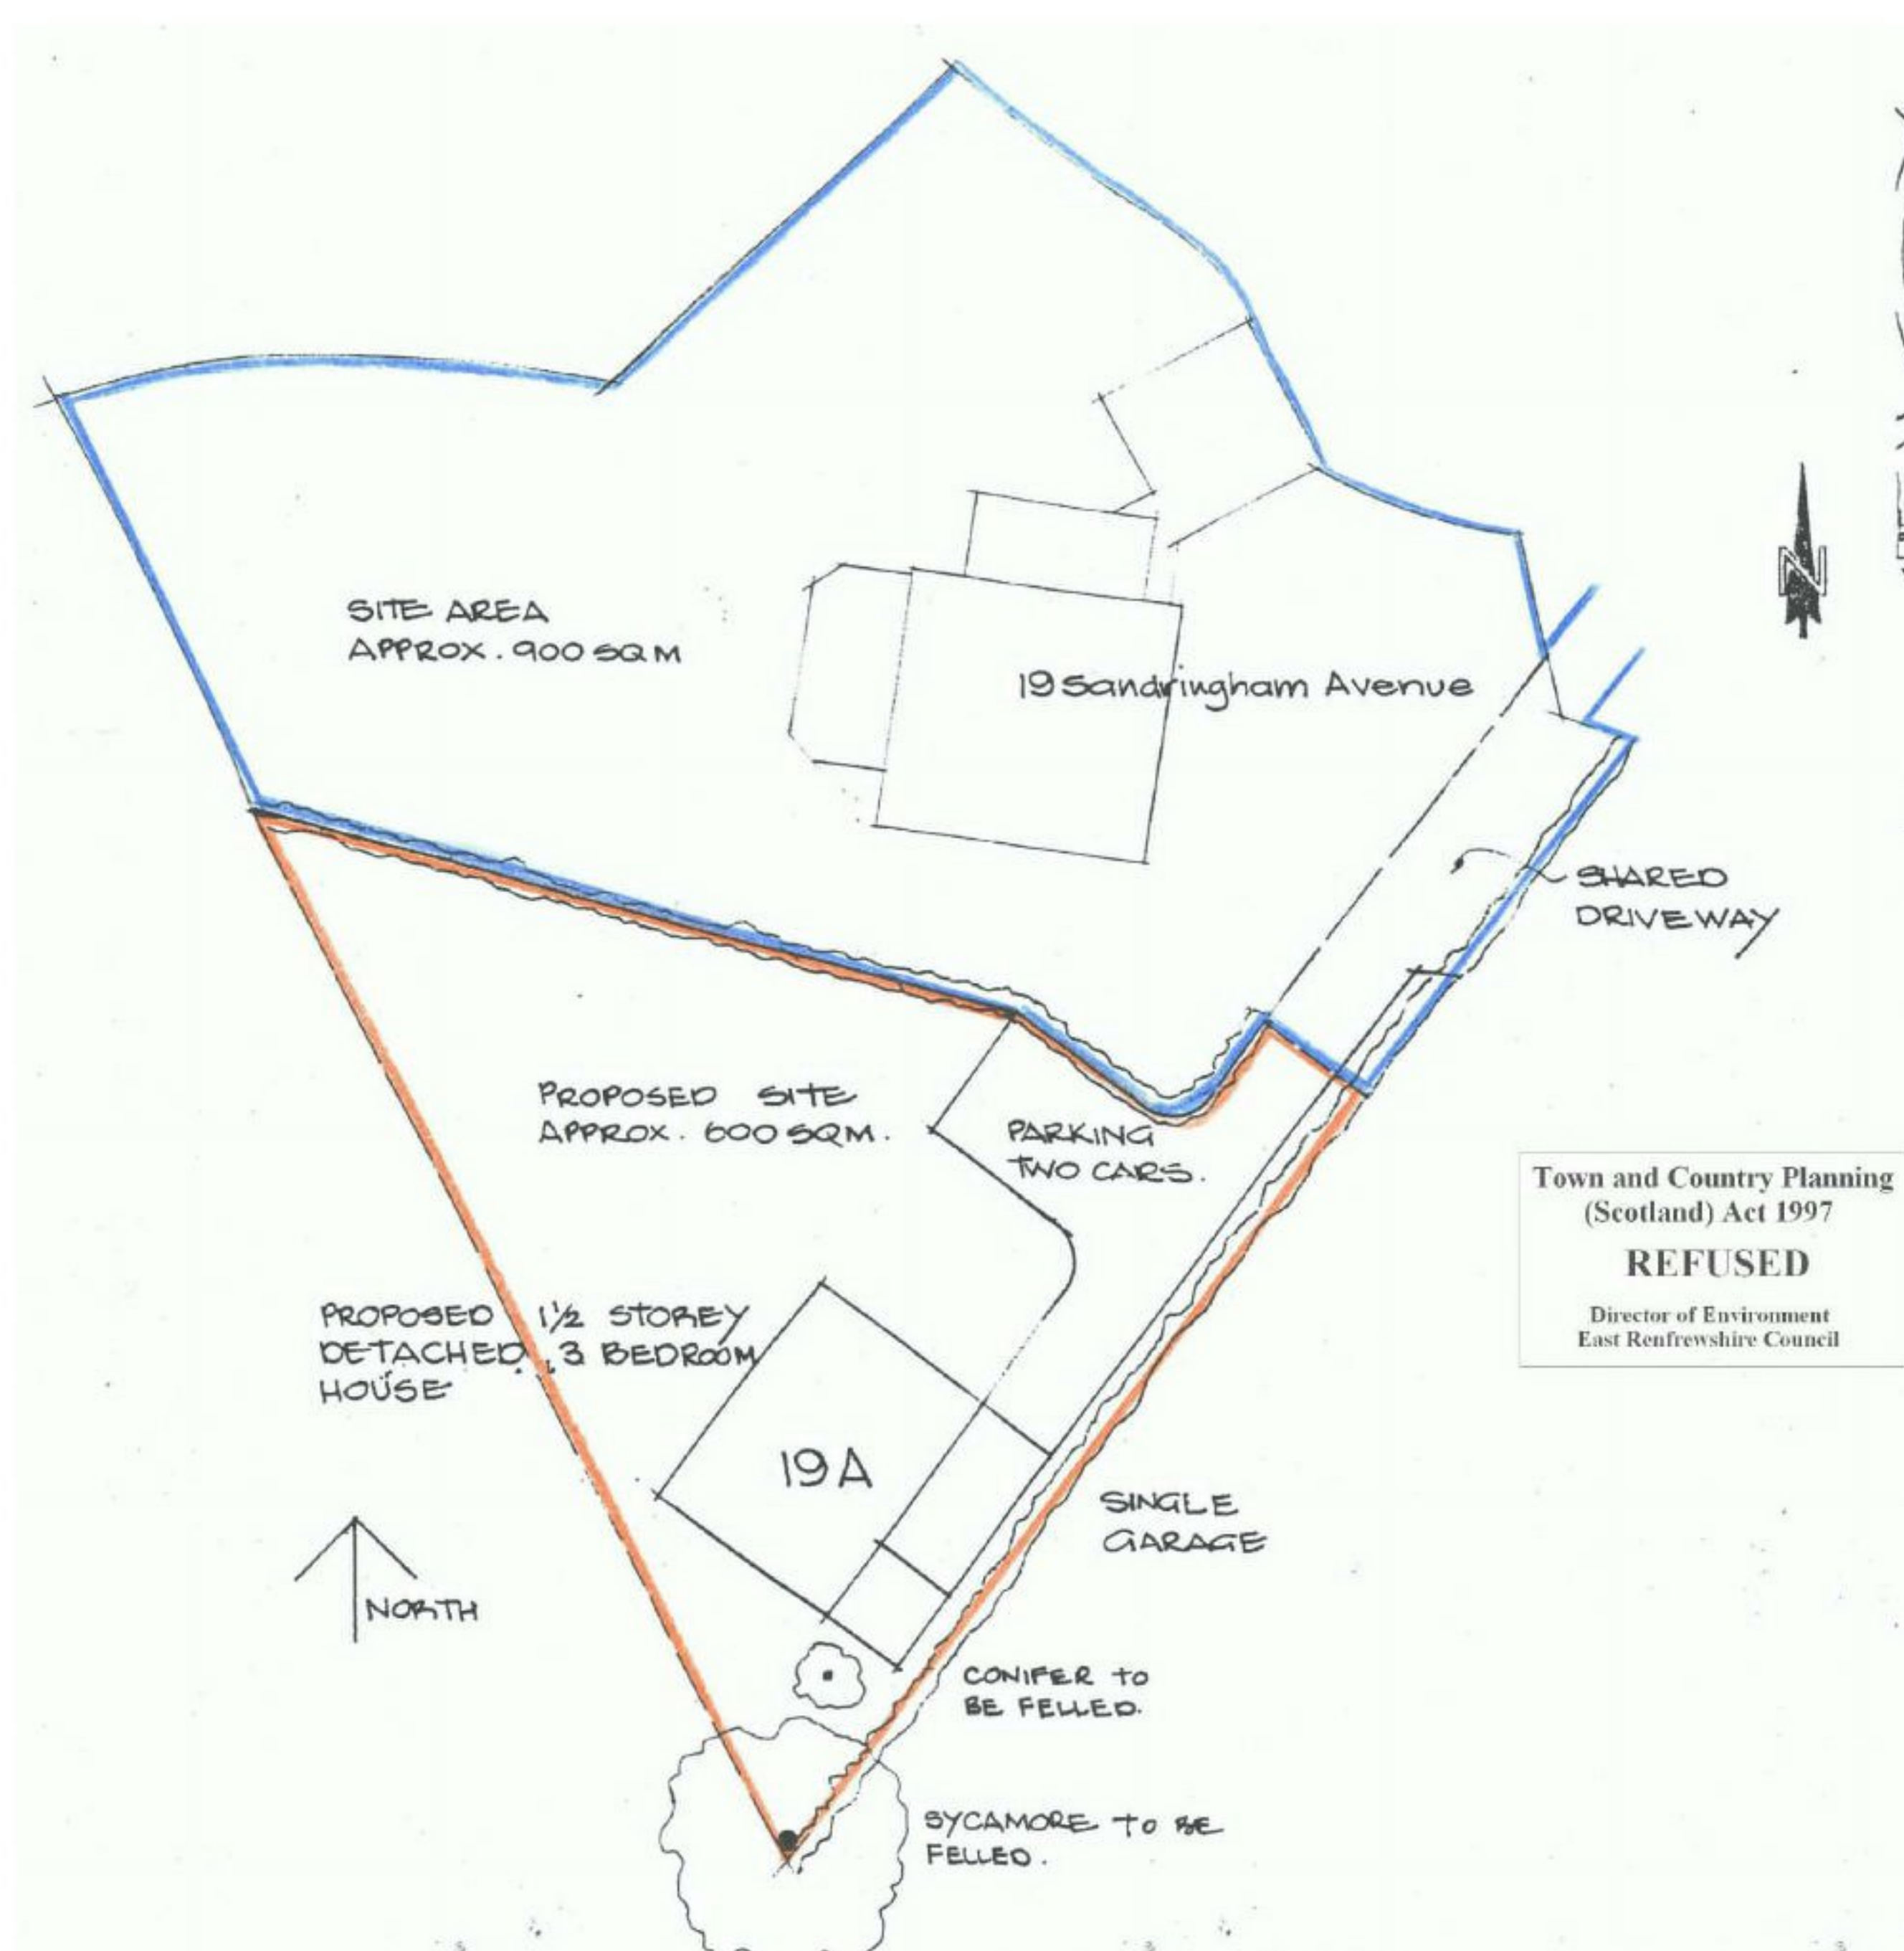 N
SITE AREA
APPROX. 900 SQ M
19 Sandringham Avenue
SHARED
DRIVEWAY
PROPOSED SITE
APPROX. 600 SQM.
PARKING
TWO CARS.
Town and Country Planning
(Scotland) Act 1997
REFUSED
Director of Environment
East Renfrewshire Council
PROPOSED 1½ STOREY
DETACHED, 3 BEDROOM
HOUSE
19A
SINGLE
GARAGE
NORTH
CONIFER TO
BE FELLED.
SYCAMORE TO BE
FELLED.